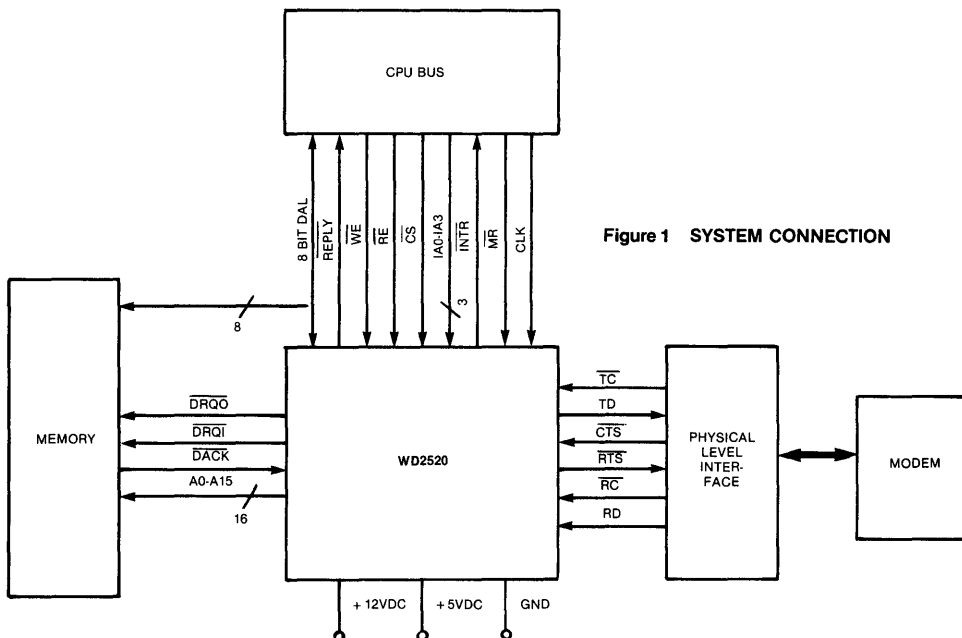 CPU BUS
8 BIT DAL
REPLY
WE
RE
CS
IA0-IA3
INTR
MR
CLK
3
Figure 1 SYSTEM CONNECTION
8
MEMORY
DRQO
DRQI
DACK
A0-A15
16
WD2520
TC
TD
CTS
RTS
RC
RD
PHYSICAL
LEVEL
INTER-
FACE
MODEM
+ 12VDC
+ 5VDC
GND